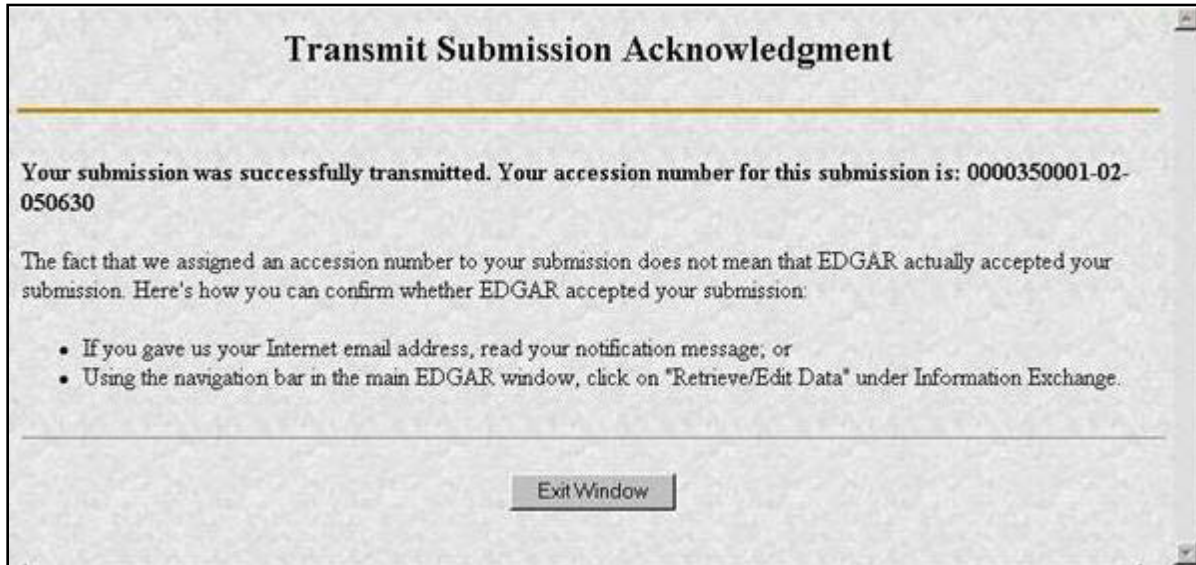 Transmit Submission Acknowledgment
Your submission was successfully transmitted. Your accession number for this submission is: 0000350001-02-
050630
The fact that we assigned an accession number to your submission does not mean that EDGAR actually accepted your
submission. Here's how you can confirm whether EDGAR accepted your submission:
• If you gave us your Internet email address, read your notification message; or
• Using the navigation bar in the main EDGAR window, click on "Retrieve/Edit Data" under Information Exchange.
Exit Window